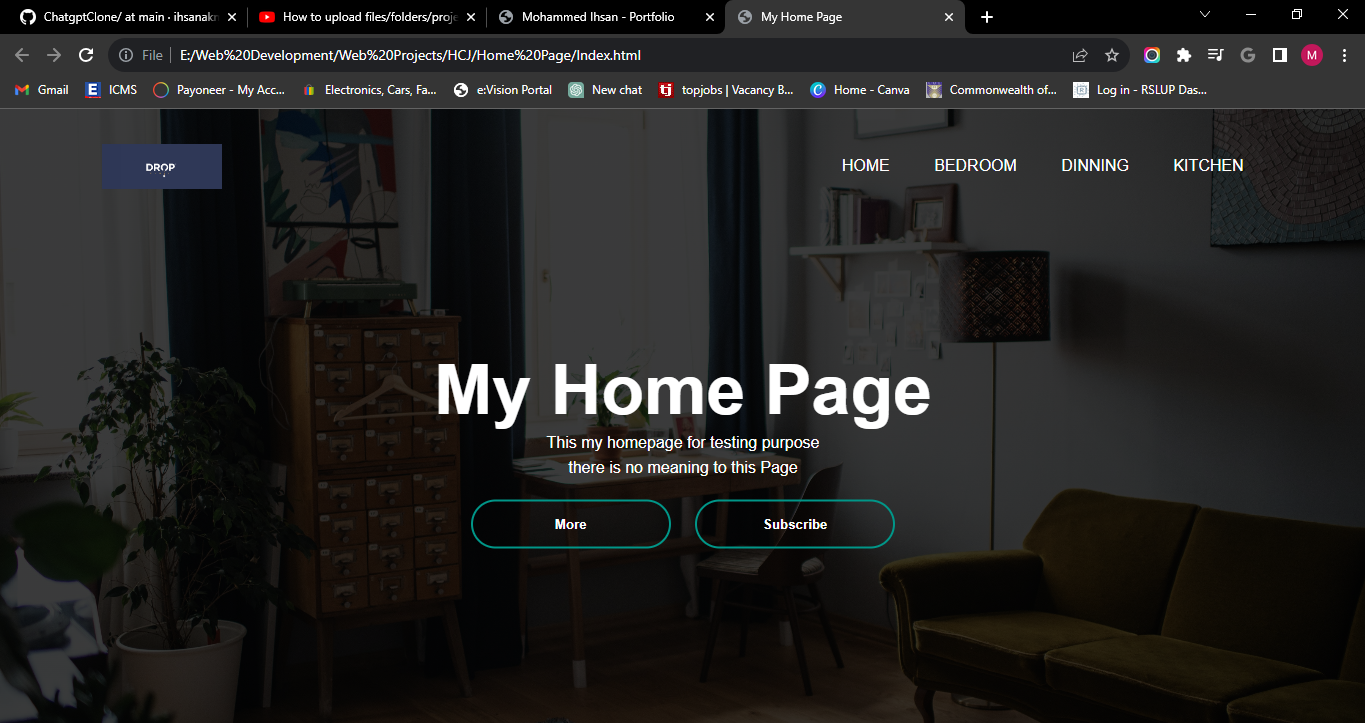 ChatgptClone/ at main · ihsanakn
How to upload files/folders/proje
Mohammed Ihsan - Portfolio
My Home Page
File
E:/Web%20Development/Web%20Projects/HCJ/Home%20Page/Index.html
G
M
M Gmail
E ICMS
Payoneer - My Acc...
Electronics, Cars, Fa...
e:Vision Portal
New chat
tj topjobs | Vacancy B...
C Home - Canva
Commonwealth of...
Log in - RSLUP Das...
DROP
HOME
BEDROOM
DINNING
KITCHEN
My Home Page
This my homepage for testing purpose
there is no meaning to this Page
More
Subscribe